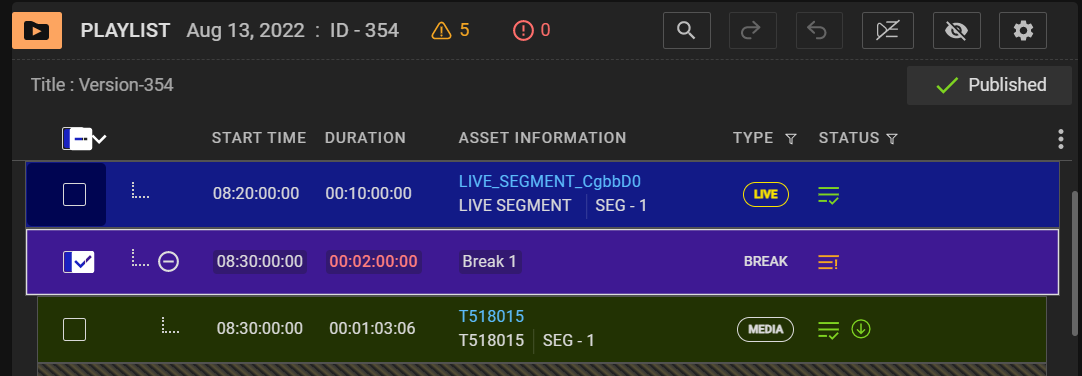 PLAYLIST Aug 13, 2022 : ID - 354 5 0
Title : Version-354 Published
START TIME DURATION ASSET INFORMATION TYPE STATUS
08:20:00:00 00:10:00:00 LIVE_SEGMENT_CgbbD0 LIVE
LIVE SEGMENT SEG - 1
08:30:00:00 00:02:00:00 Break 1 BREAK
08:30:00:00 00:01:03:06 T518015 MEDIA
T518015 SEG - 1